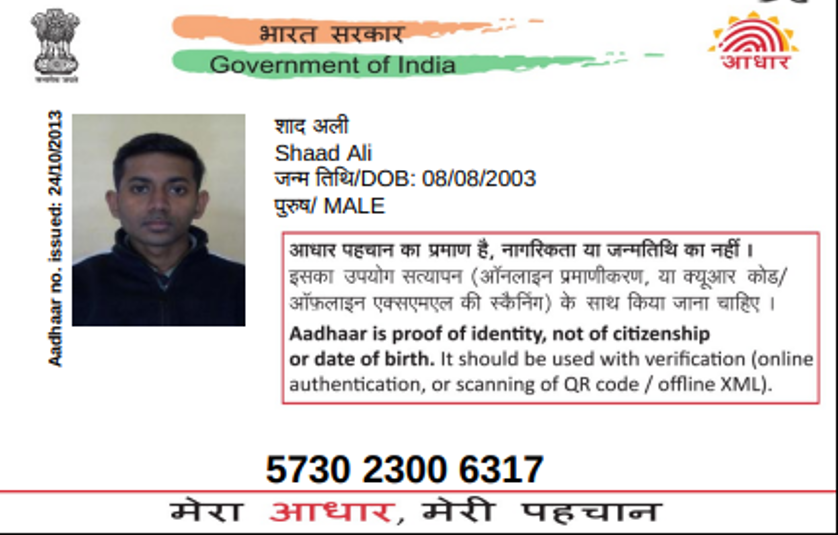 भारत सरकार
Government of India
आधार
Aadhaar no. issued: 24/10/2013
शाद अली
Shaad Ali
जन्म तिथि/DOB: 08/08/2003
पुरुष/ MALE
आधार पहचान का प्रमाण है, नागरिकता या जन्मतिथि का नहीं ।
इसका उपयोग सत्यापन (ऑनलाइन प्रमाणीकरण, या क्यूआर कोड/
ऑफ़लाइन एक्सएमएल की स्कैनिंग) के साथ किया जाना चाहिए ।
Aadhaar is proof of identity, not of citizenship
or date of birth. It should be used with verification (online
authentication, or scanning of QR code / offline XML).
5730 2300 6317
मेरा आधार, मेरी पहचान